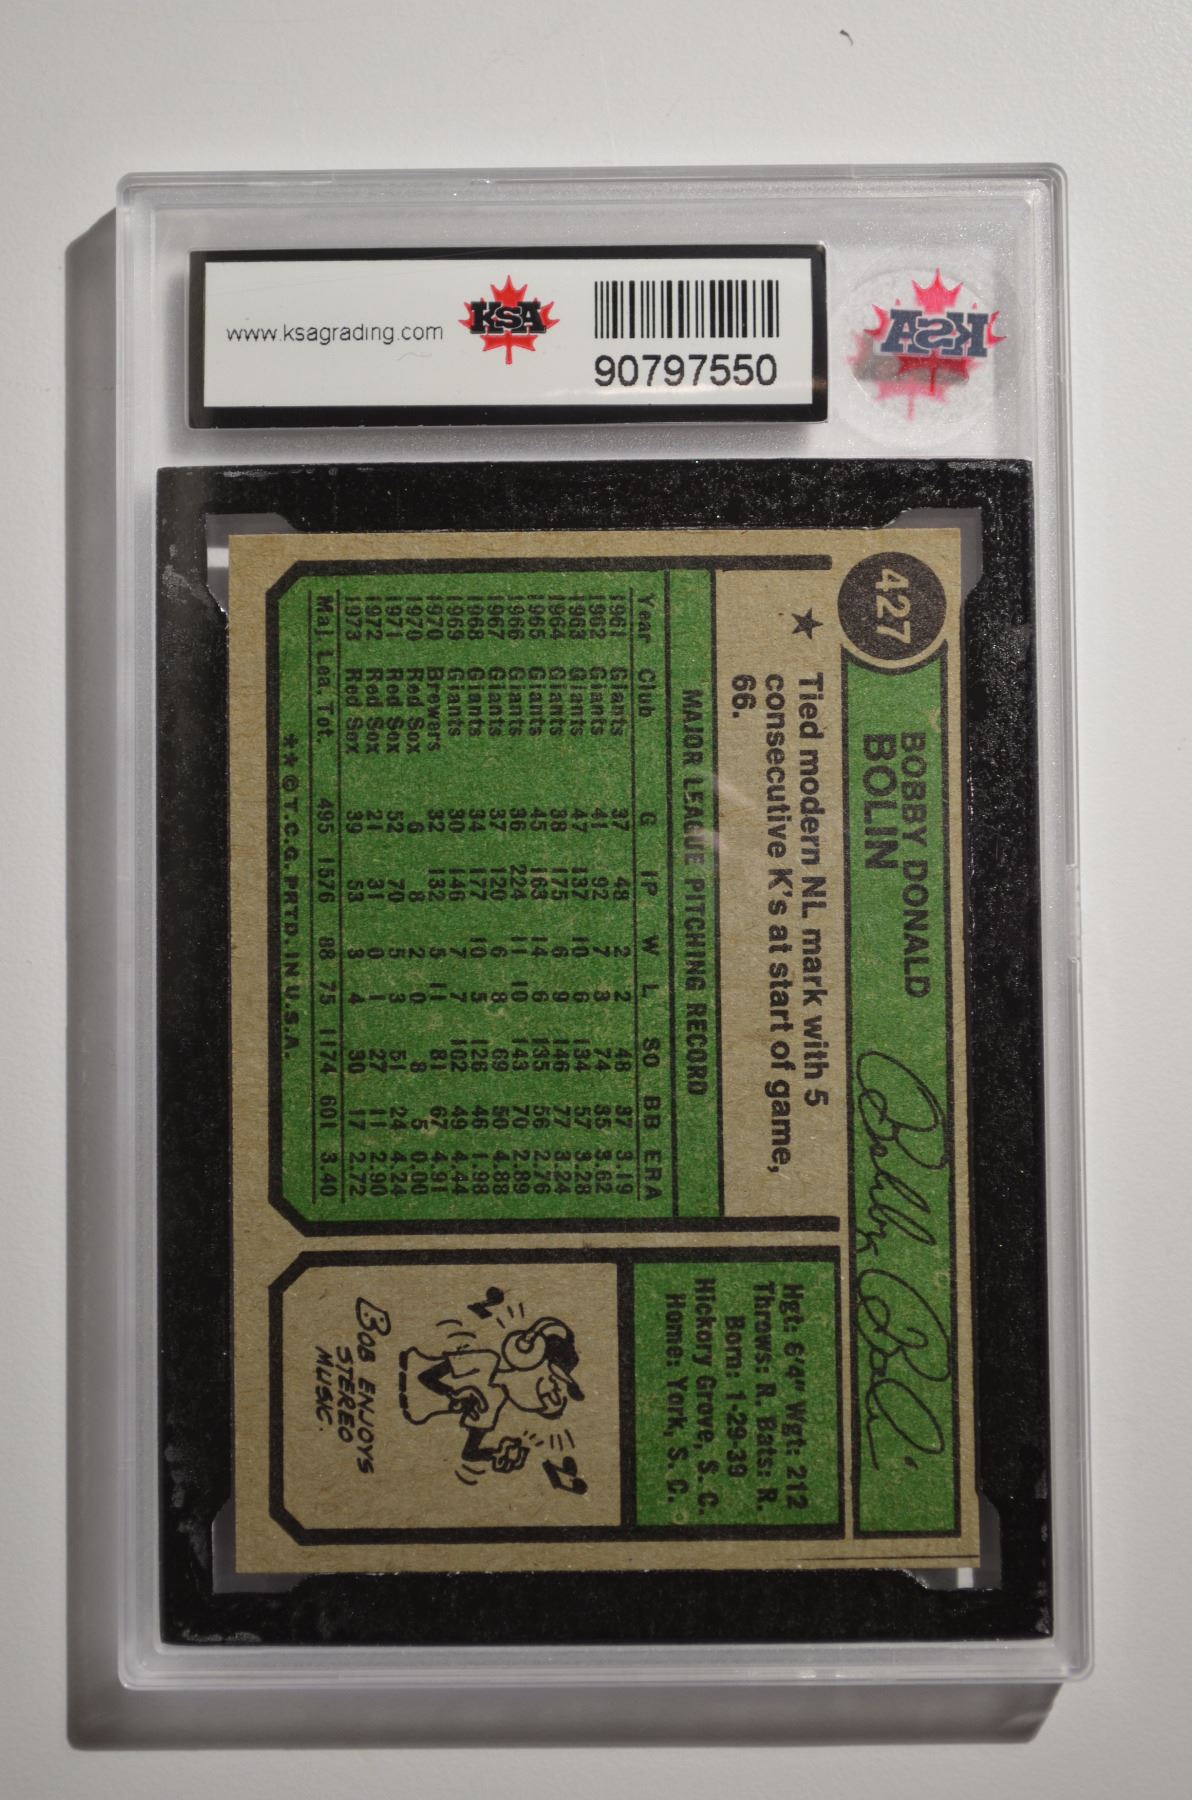 www.ksagrading.com
KSA
90797550
KSA
427
BOBBY DONALD
BOLIN
Bobby Bolin
★ Tied modern NL mark with 5
consecutive K's at start of game,
66.
MAJOR LEAGUE PITCHING RECORD
Year Club G IP W L SO BB ERA
1961 Giants 37 48 2 2 48 37 3.19
1962 Giants 41 92 7 3 74 35 3.62
1963 Giants 47 137 10 6 134 57 3.28
1964 Giants 38 175 6 9 146 77 3.24
1965 Giants 45 163 14 6 135 56 2.76
1966 Giants 36 224 11 10 143 70 2.89
1967 Giants 37 120 6 8 69 50 4.88
1968 Giants 34 177 10 5 126 46 1.98
1969 Giants 30 146 7 7 102 49 4.44
1970 Brewers 32 132 5 11 81 67 4.91
1970 Red Sox 6 8 2 0 8 5 0.00
1971 Red Sox 52 70 5 3 51 24 4.24
1972 Red Sox 21 31 0 1 27 11 2.90
1973 Red Sox 39 53 3 4 30 17 2.72
Maj. Lea. Tot. 495 1576 88 75 1174 601 3.40
**©T.C.G. PRTD. IN U.S.A.
Hgt: 6'4" Wgt: 212
Throws: R. Bats: R.
Born: 1-29-39
Hickory Grove, S. C.
Home: York, S. C.
BOB ENJOYS
STEREO
MUSIC.